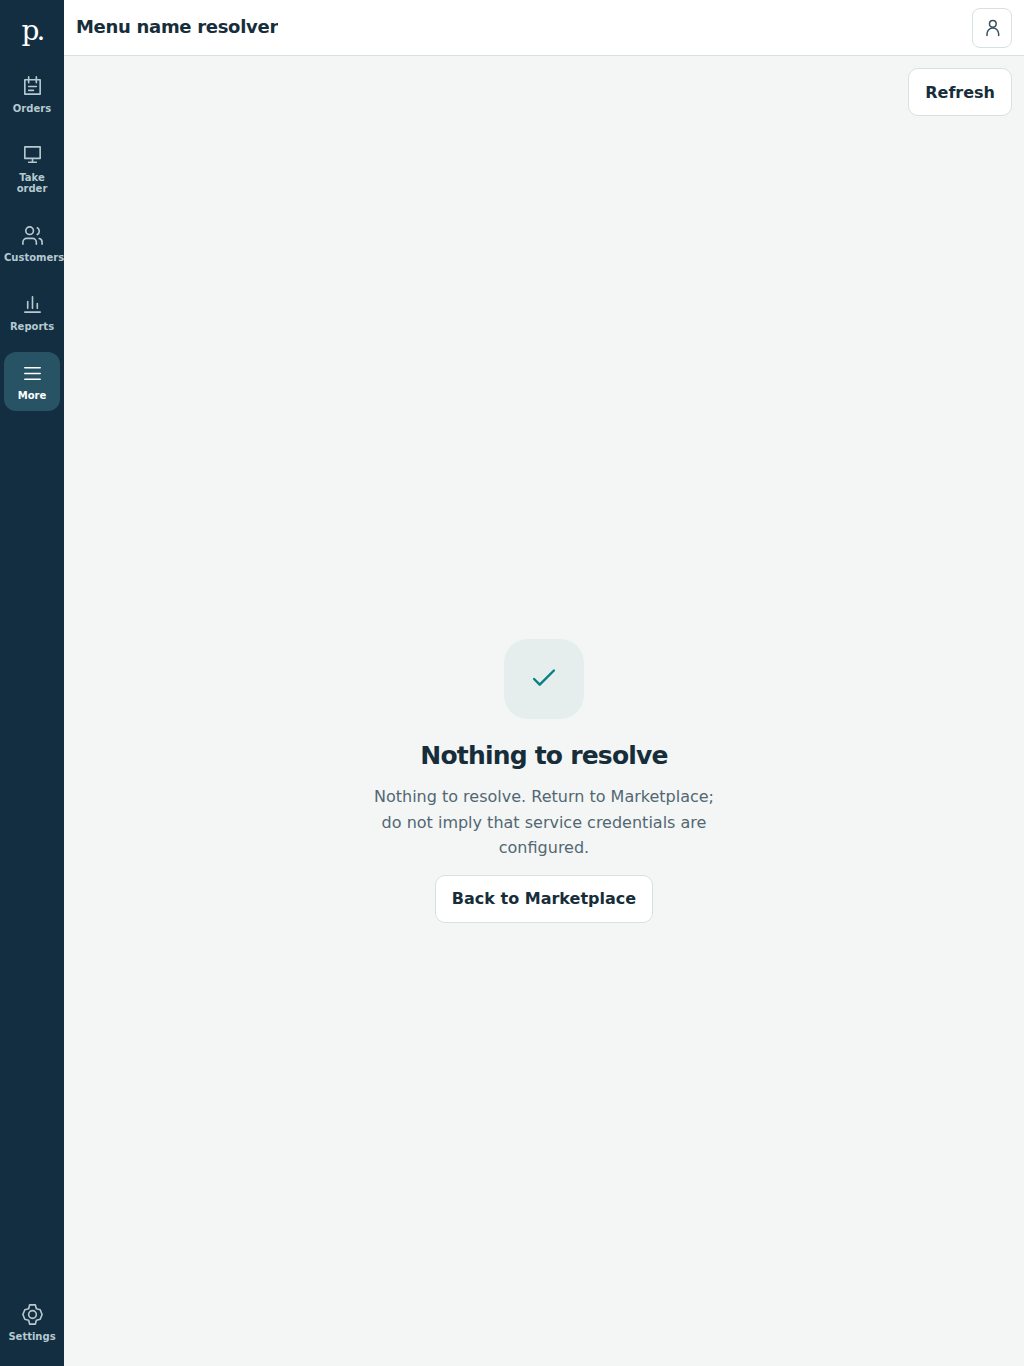 p.
Menu name resolver
Orders
Take
order
Customers
Reports
More
Settings
Refresh
Nothing to resolve
Nothing to resolve. Return to Marketplace;
do not imply that service credentials are
configured.
Back to Marketplace